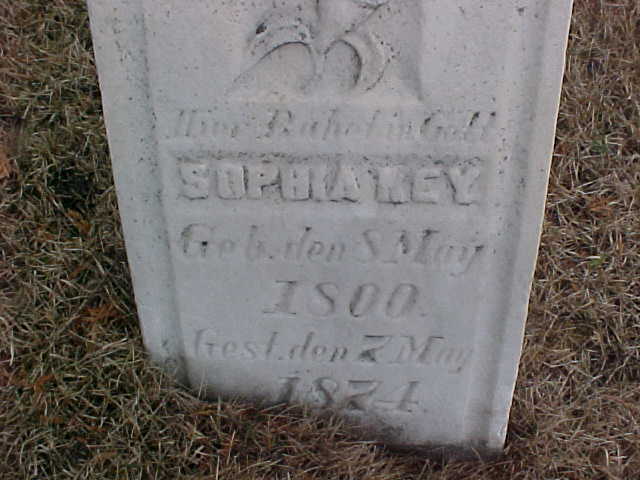 Hier Ruhet in Gott
SOPHIA KEY
Geb. den 8 May
1800.
Gest. den 7 May
1874.